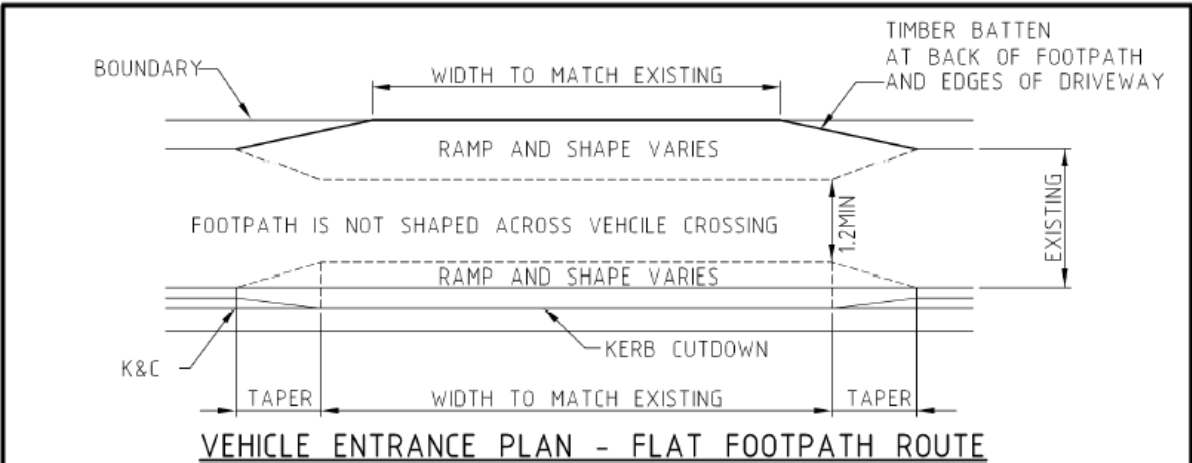 TIMBER BATTEN
AT BACK OF FOOTPATH
AND EDGES OF DRIVEWAY
BOUNDARY
WIDTH TO MATCH EXISTING
RAMP AND SHAPE VARIES
FOOTPATH IS NOT SHAPED ACROSS VEHCILE CROSSING
1.2MIN
EXISTING
RAMP AND SHAPE VARIES
KERB CUTDOWN
K&C
TAPER
WIDTH TO MATCH EXISTING
TAPER
VEHICLE ENTRANCE PLAN - FLAT FOOTPATH ROUTE